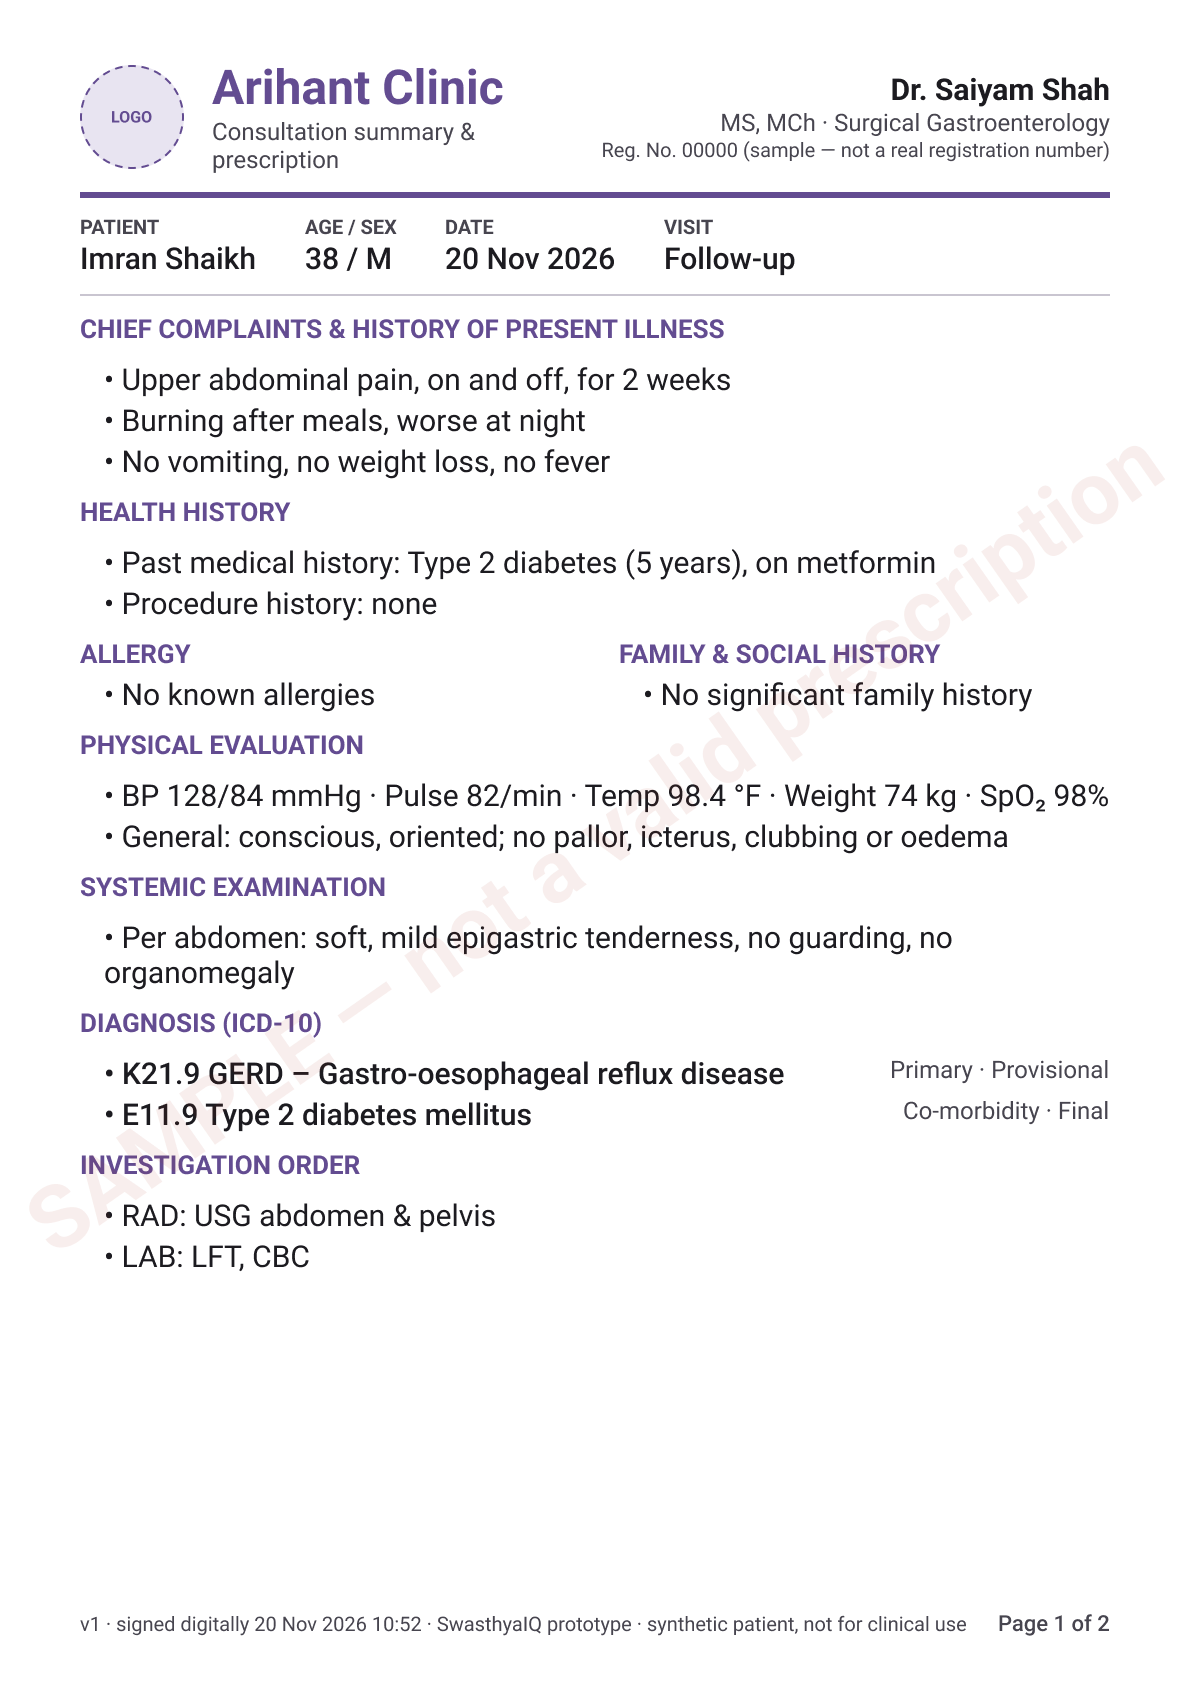 LOGO
Arihant Clinic
Consultation summary &
prescription
Dr. Saiyam Shah
MS, MCh · Surgical Gastroenterology
Reg. No. 00000 (sample — not a real registration number)
PATIENT AGE / SEX DATE VISIT
Imran Shaikh 38 / M 20 Nov 2026 Follow-up
CHIEF COMPLAINTS & HISTORY OF PRESENT ILLNESS
• Upper abdominal pain, on and off, for 2 weeks
• Burning after meals, worse at night
• No vomiting, no weight loss, no fever
HEALTH HISTORY
• Past medical history: Type 2 diabetes (5 years), on metformin
• Procedure history: none
ALLERGY FAMILY & SOCIAL HISTORY
• No known allergies • No significant family history
PHYSICAL EVALUATION
• BP 128/84 mmHg · Pulse 82/min · Temp 98.4 °F · Weight 74 kg · SpO₂ 98%
• General: conscious, oriented; no pallor, icterus, clubbing or oedema
SYSTEMIC EXAMINATION
• Per abdomen: soft, mild epigastric tenderness, no guarding, no
organomegaly
DIAGNOSIS (ICD-10)
• K21.9 GERD – Gastro-oesophageal reflux disease Primary · Provisional
• E11.9 Type 2 diabetes mellitus Co-morbidity · Final
INVESTIGATION ORDER
• RAD: USG abdomen & pelvis
• LAB: LFT, CBC
SAMPLE — not a valid prescription
v1 · signed digitally 20 Nov 2026 10:52 · SwasthyaIQ prototype · synthetic patient, not for clinical use Page 1 of 2